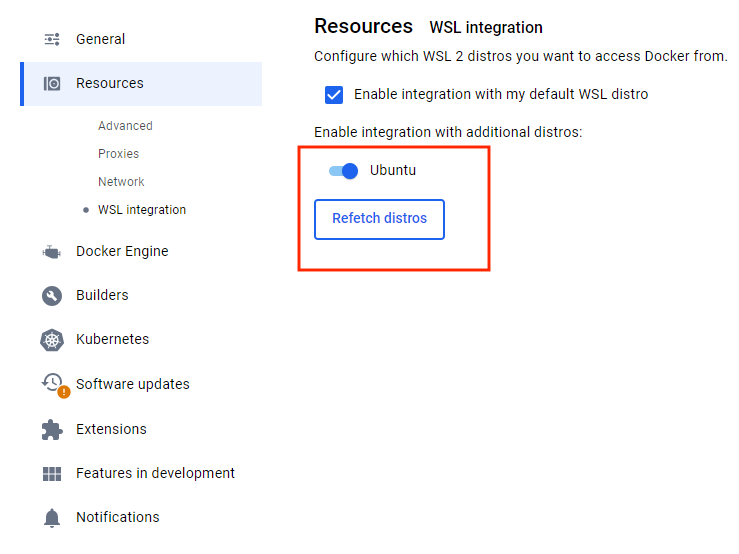 General
Resources
Advanced
Proxies
Network
WSL integration
Docker Engine
Builders
Kubernetes
Software updates
Extensions
Features in development
Notifications
Resources WSL integration
Configure which WSL 2 distros you want to access Docker from.
Enable integration with my default WSL distro
Enable integration with additional distros:
Ubuntu
Refetch distros